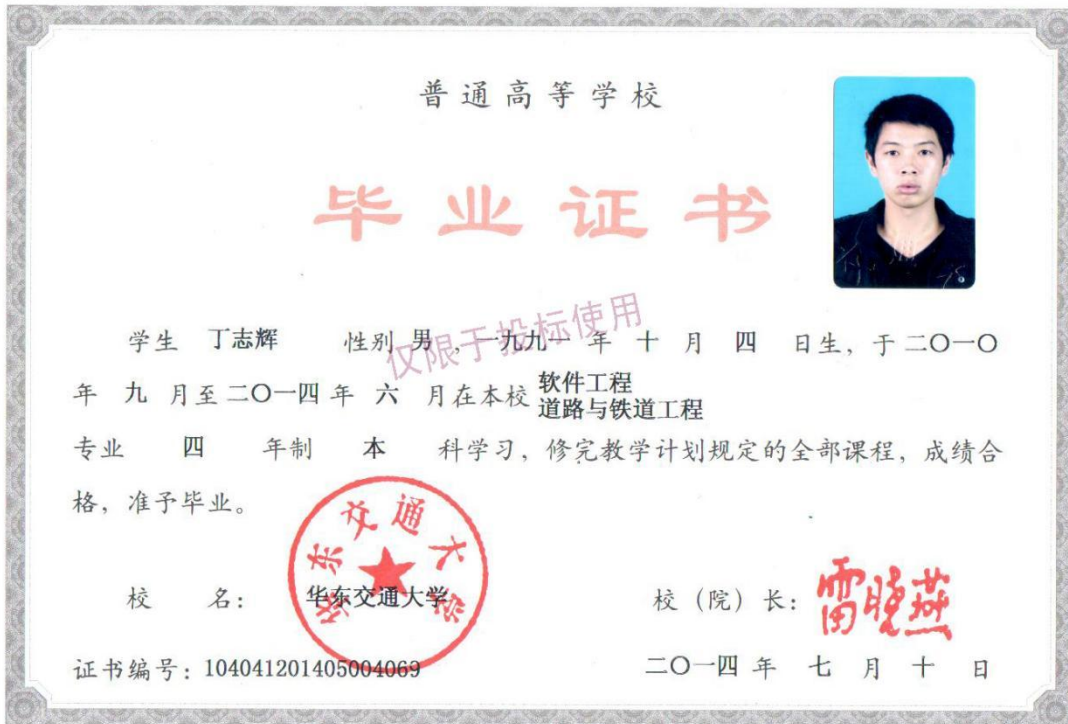 普通高等学校
毕业证书
学生 丁志辉 性别 男，一九九一年 十 月 四 日生，于二〇一〇
年 九 月至二〇一四年 六 月在本校 软件工程
道路与铁道工程
专业 四 年制 本 科学习，修完教学计划规定的全部课程，成绩合
格，准予毕业。
仅限于投标使用
华东交通大学
校 名： 华东交通大学
校（院）长：雷晓燕
证书编号：104041201405004069
二〇一四年 七 月 十 日